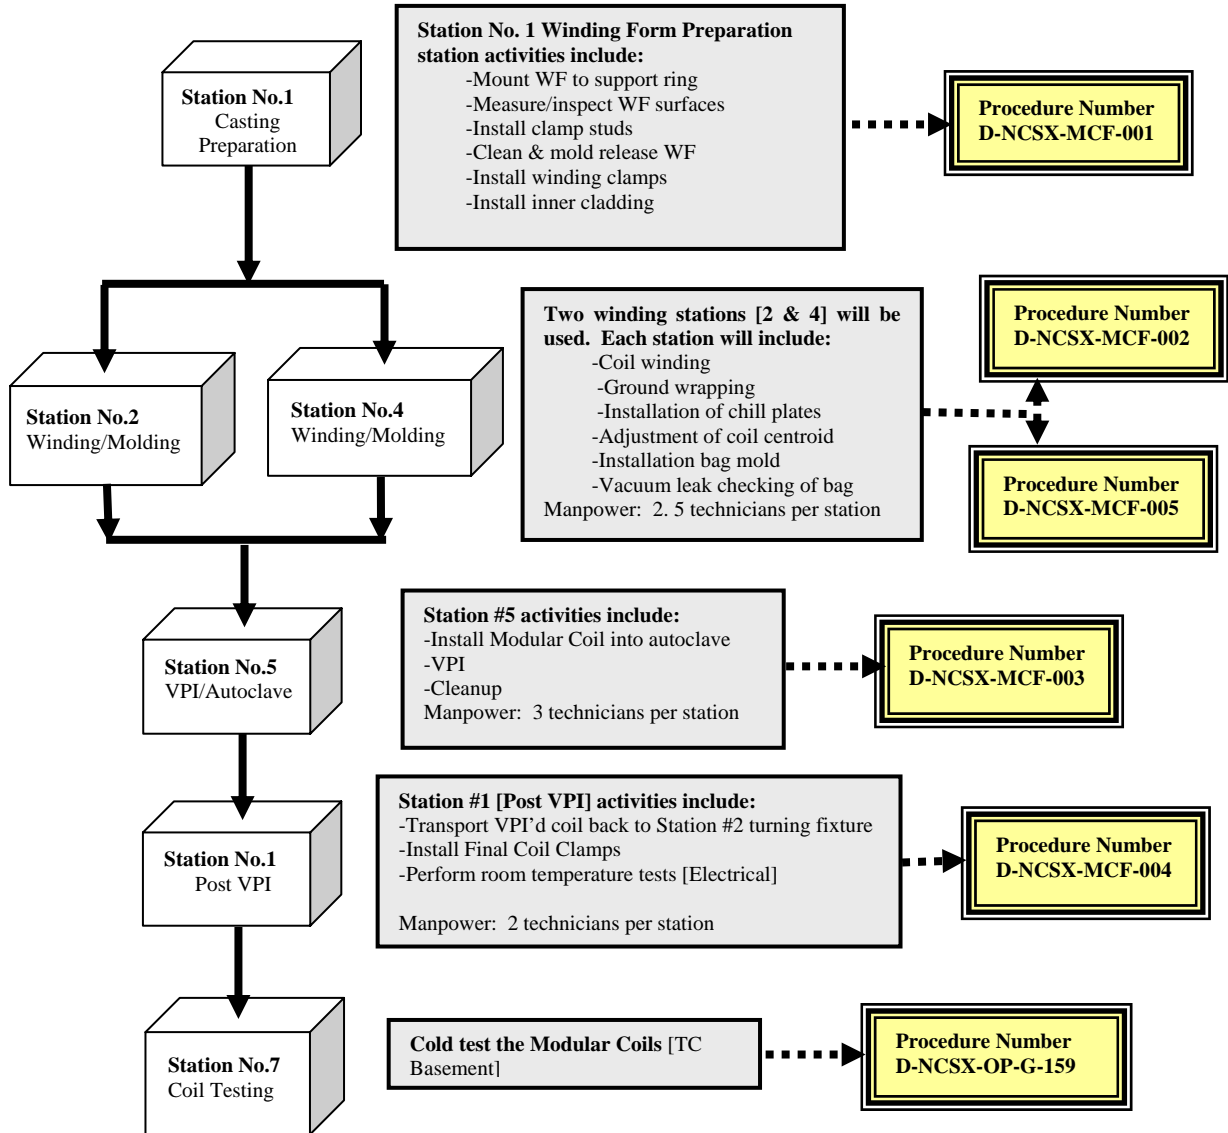 Station No.1
Casting
Preparation
Station No. 1 Winding Form Preparation
station activities include:
-Mount WF to support ring
-Measure/inspect WF surfaces
-Install clamp studs
-Clean & mold release WF
-Install winding clamps
-Install inner cladding
Procedure Number
D-NCSX-MCF-001
Station No.2
Winding/Molding
Station No.4
Winding/Molding
Two winding stations [2 & 4] will be
used. Each station will include:
-Coil winding
-Ground wrapping
-Installation of chill plates
-Adjustment of coil centroid
-Installation bag mold
-Vacuum leak checking of bag
Manpower: 2. 5 technicians per station
Procedure Number
D-NCSX-MCF-002
Procedure Number
D-NCSX-MCF-005
Station No.5
VPI/Autoclave
Station #5 activities include:
-Install Modular Coil into autoclave
-VPI
-Cleanup
Manpower: 3 technicians per station
Procedure Number
D-NCSX-MCF-003
Station No.1
Post VPI
Station #1 [Post VPI] activities include:
-Transport VPI’d coil back to Station #2 turning fixture
-Install Final Coil Clamps
-Perform room temperature tests [Electrical]
Manpower: 2 technicians per station
Procedure Number
D-NCSX-MCF-004
Station No.7
Coil Testing
Cold test the Modular Coils [TC
Basement]
Procedure Number
D-NCSX-OP-G-159